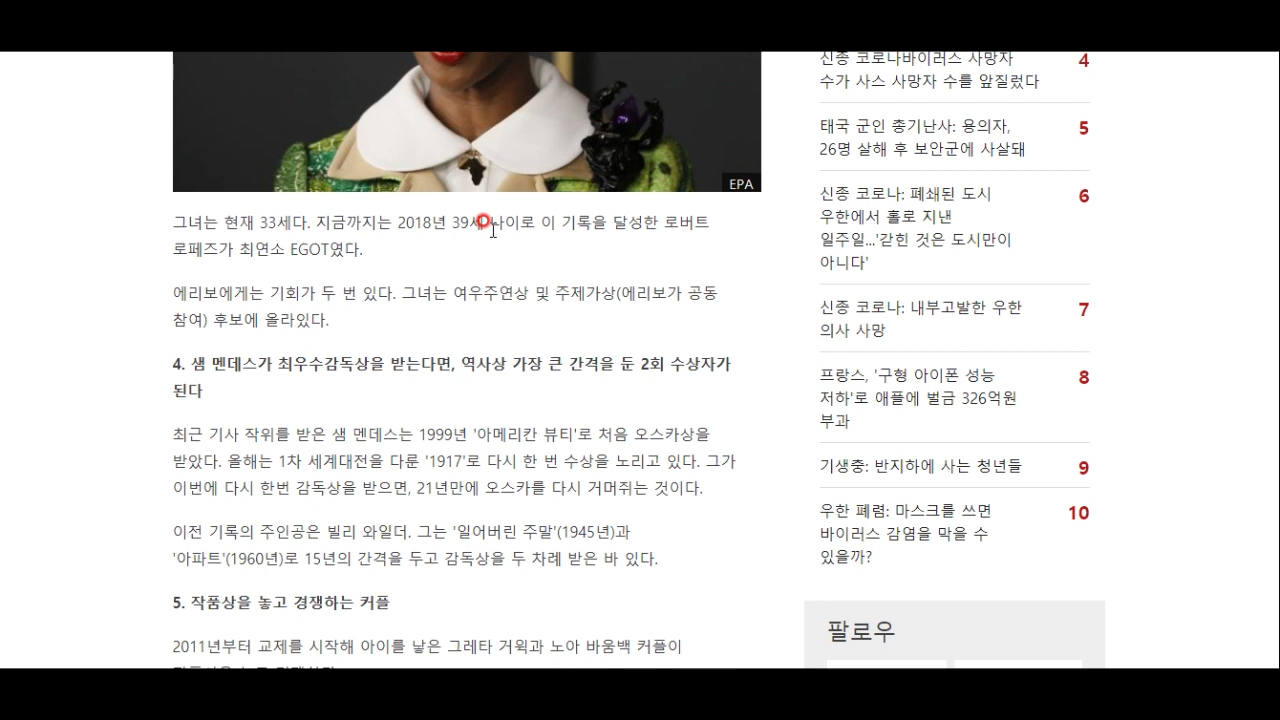 EPA
그녀는 현재 33세다. 지금까지는 2018년 39세 나이로 이 기록을 달성한 로버트
로페즈가 최연소 EGOT였다.
에리보에게는 기회가 두 번 있다. 그녀는 여우주연상 및 주제가상(에리보가 공동
참여) 후보에 올라있다.
4. 샘 멘데스가 최우수감독상을 받는다면, 역사상 가장 큰 간격을 둔 2회 수상자가
된다
최근 기사 작위를 받은 샘 멘데스는 1999년 '아메리칸 뷰티'로 처음 오스카상을
받았다. 올해는 1차 세계대전을 다룬 '1917'로 다시 한 번 수상을 노리고 있다. 그가
이번에 다시 한번 감독상을 받으면, 21년만에 오스카를 다시 거머쥐는 것이다.
이전 기록의 주인공은 빌리 와일더. 그는 '잃어버린 주말'(1945년)과
'아파트'(1960년)로 15년의 간격을 두고 감독상을 두 차례 받은 바 있다.
5. 작품상을 놓고 경쟁하는 커플
2011년부터 교제를 시작해 아이를 낳은 그레타 거윅과 노아 바움백 커플이
신종 코로나바이러스 사망자 4
수가 사스 사망자 수를 앞질렀다
태국 군인 총기난사: 용의자, 5
26명 살해 후 보안군에 사살돼
신종 코로나: 폐쇄된 도시 6
우한에서 홀로 지낸
일주일...'갇힌 것은 도시만이
아니다'
신종 코로나: 내부고발한 우한 7
의사 사망
프랑스, '구형 아이폰 성능 8
저하'로 애플에 벌금 326억원
부과
기생충: 반지하에 사는 청년들 9
우한 폐렴: 마스크를 쓰면 10
바이러스 감염을 막을 수
있을까?
팔로우